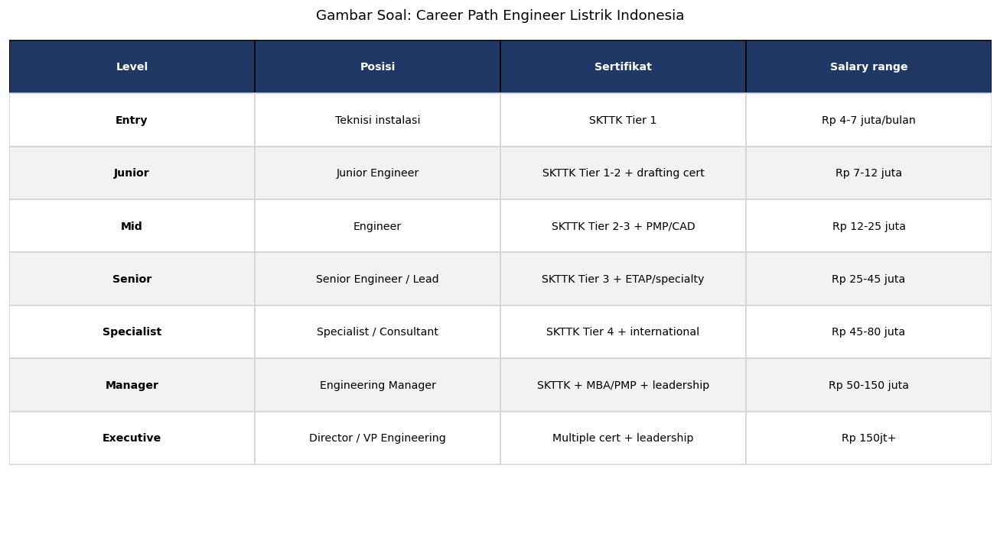 Gambar Soal: Career Path Engineer Listrik Indonesia
Level Posisi Sertifikat Salary range
Entry Teknisi instalasi SKTTK Tier 1 Rp 4-7 juta/bulan
Junior Junior Engineer SKTTK Tier 1-2 + drafting cert Rp 7-12 juta
Mid Engineer SKTTK Tier 2-3 + PMP/CAD Rp 12-25 juta
Senior Senior Engineer / Lead SKTTK Tier 3 + ETAP/specialty Rp 25-45 juta
Specialist Specialist / Consultant SKTTK Tier 4 + international Rp 45-80 juta
Manager Engineering Manager SKTTK + MBA/PMP + leadership Rp 50-150 juta
Executive Director / VP Engineering Multiple cert + leadership Rp 150jt+